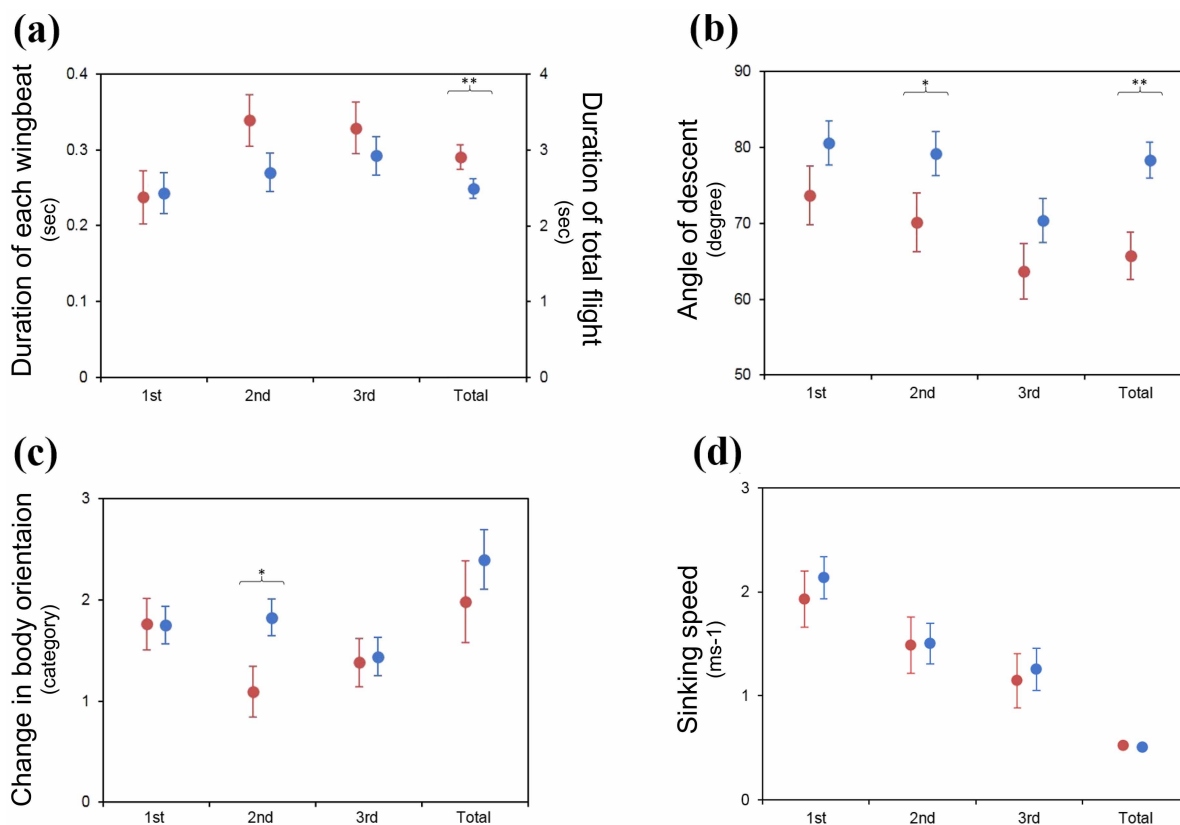 (a)
Duration of each wingbeat
(sec)
0.4
0.3
0.2
0.1
0
**
4
3
2
1
0
Duration of total flight
(sec)
1st 2nd 3rd Total
(b)
Angle of descent
(degree)
90
80
70
60
50
*
**
1st 2nd 3rd Total
(c)
Change in body orientaion
(category)
3
2
1
0
*
1st 2nd 3rd Total
(d)
Sinking speed
(ms-1)
3
2
1
0
1st 2nd 3rd Total